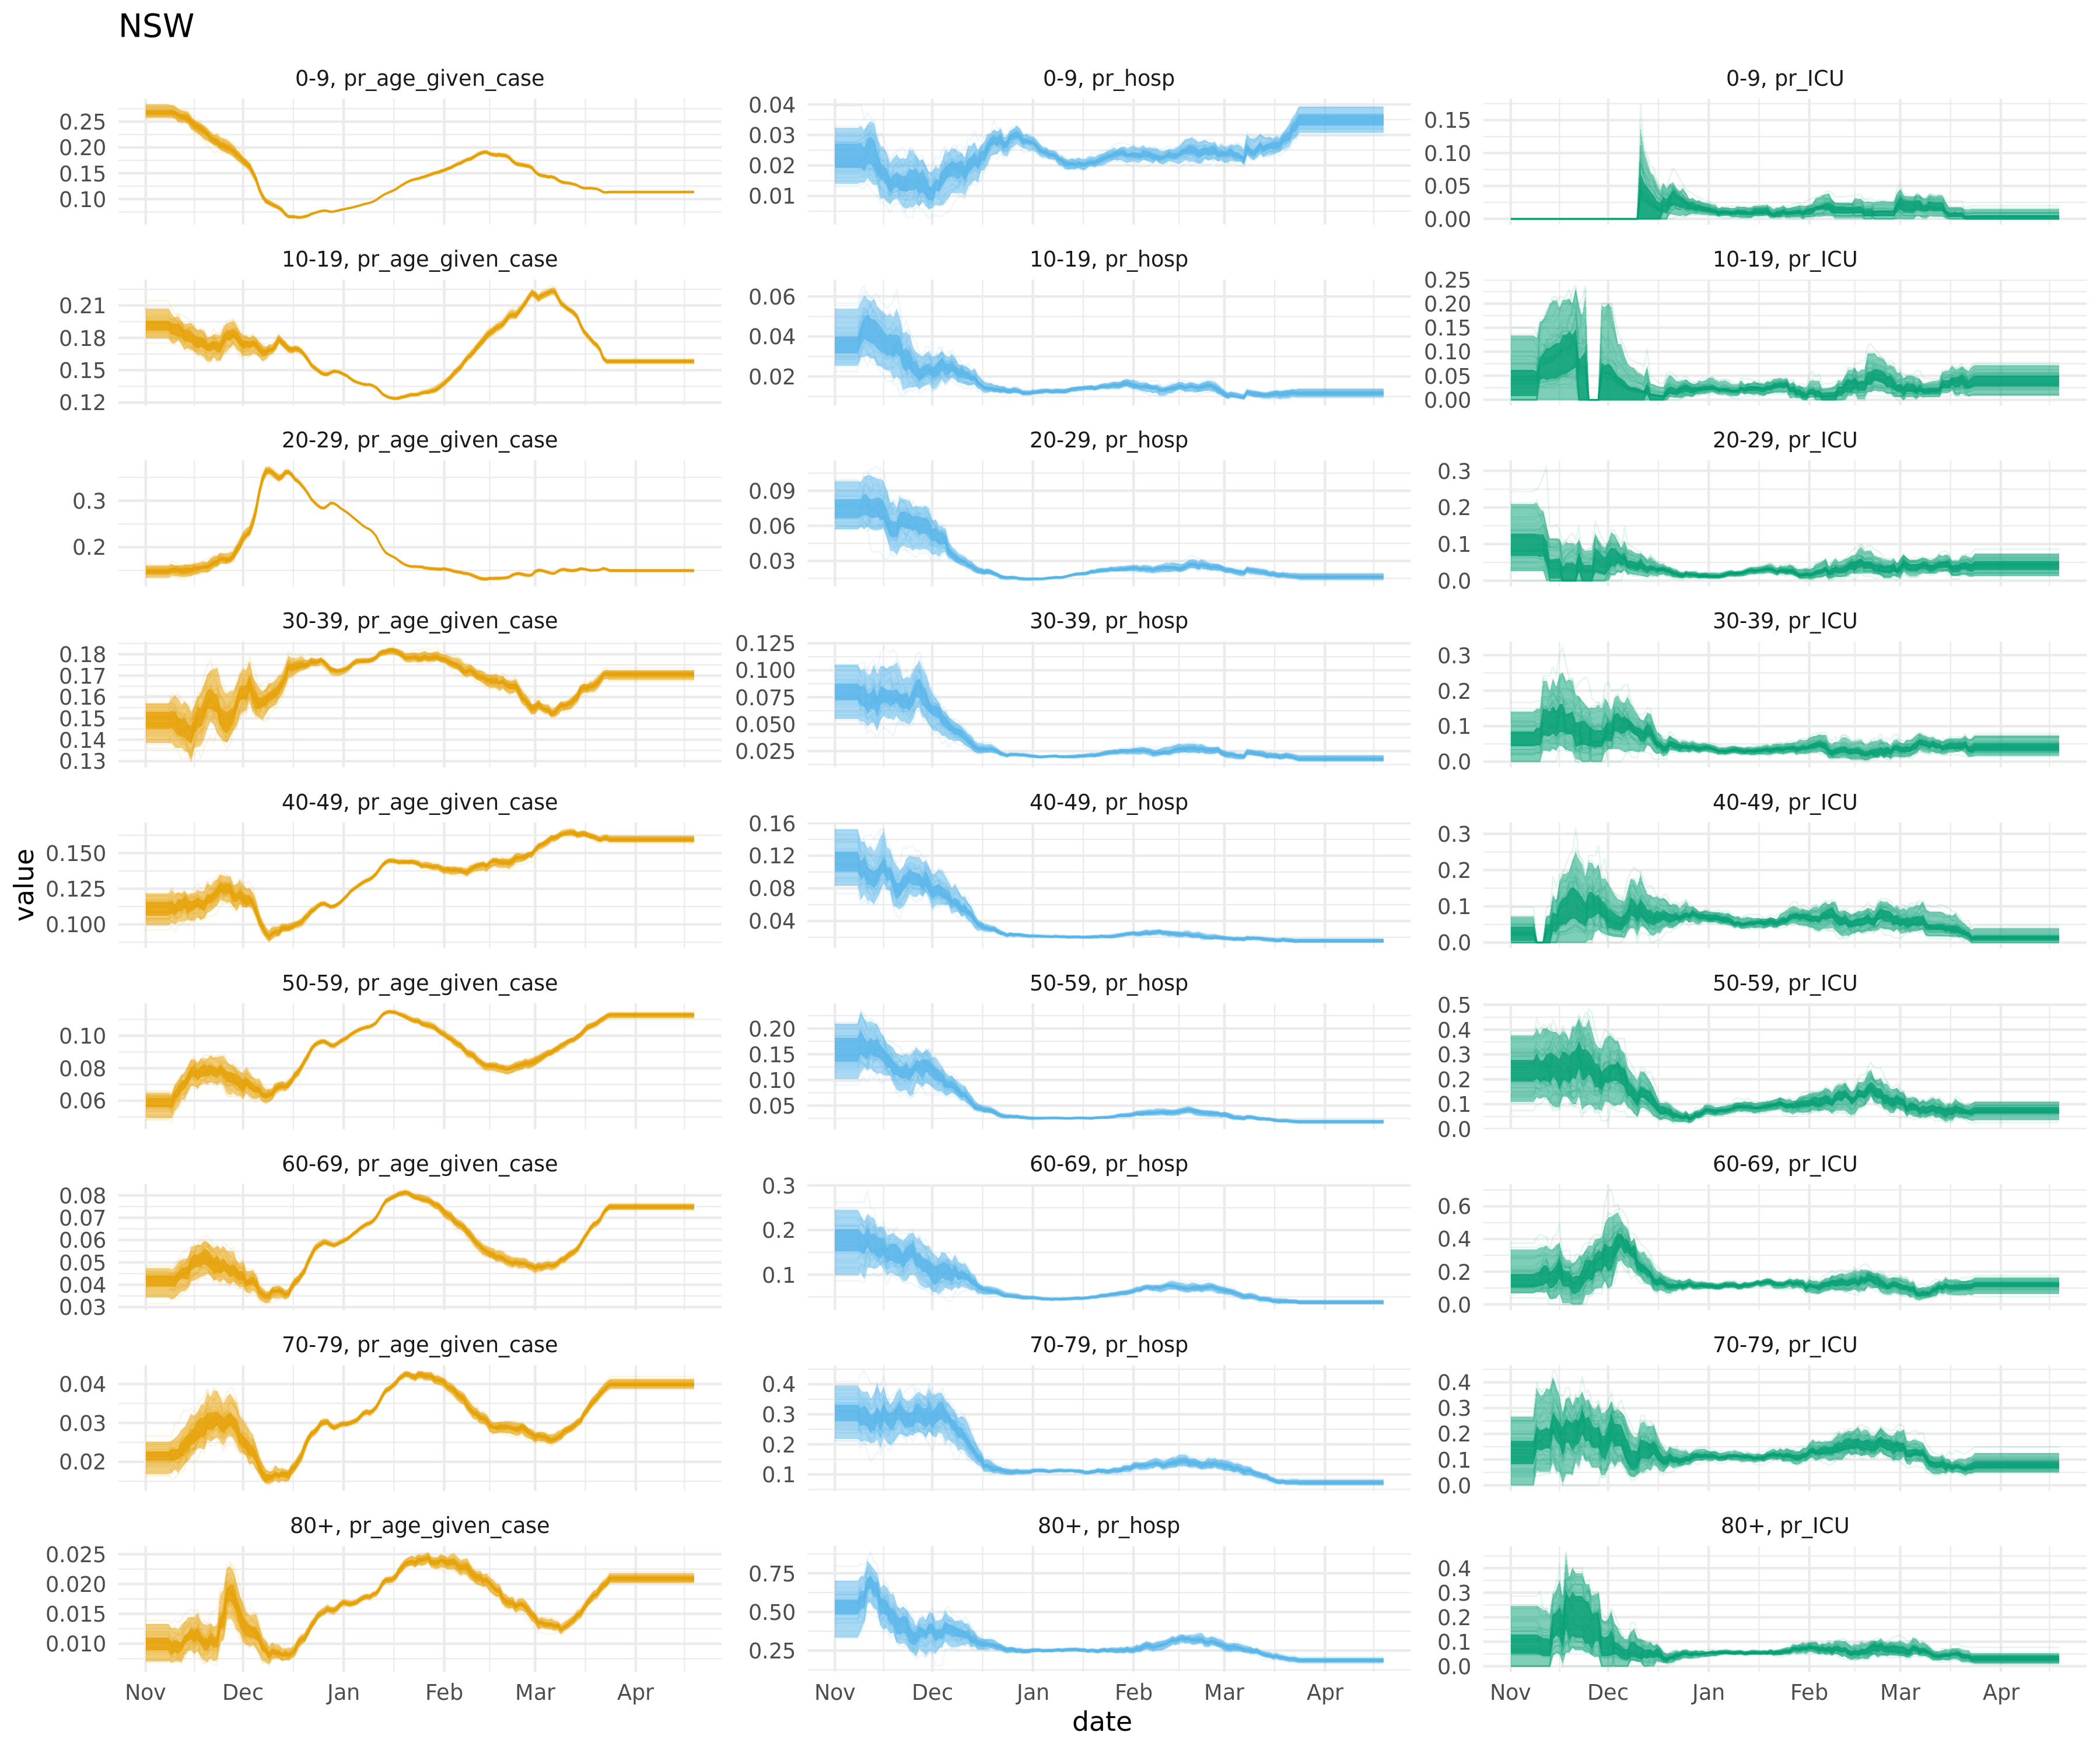 NSW
0-9, pr_age_given_case 0-9, pr_hosp 0-9, pr_ICU
0.25 0.20 0.15 0.10
0.04 0.03 0.02 0.01
0.15 0.10 0.05 0.00
10-19, pr_age_given_case 10-19, pr_hosp 10-19, pr_ICU
0.21 0.18 0.15 0.12
0.06 0.04 0.02
0.25 0.20 0.15 0.10 0.05 0.00
20-29, pr_age_given_case 20-29, pr_hosp 20-29, pr_ICU
0.3 0.2
0.09 0.06 0.03
0.3 0.2 0.1 0.0
30-39, pr_age_given_case 30-39, pr_hosp 30-39, pr_ICU
0.18 0.17 0.16 0.15 0.14 0.13
0.125 0.100 0.075 0.050 0.025
0.3 0.2 0.1 0.0
40-49, pr_age_given_case 40-49, pr_hosp 40-49, pr_ICU
0.150 0.125 0.100
0.16 0.12 0.08 0.04
0.3 0.2 0.1 0.0
value
50-59, pr_age_given_case 50-59, pr_hosp 50-59, pr_ICU
0.10 0.08 0.06
0.20 0.15 0.10 0.05
0.5 0.4 0.3 0.2 0.1 0.0
60-69, pr_age_given_case 60-69, pr_hosp 60-69, pr_ICU
0.08 0.07 0.06 0.05 0.04 0.03
0.3 0.2 0.1
0.6 0.4 0.2 0.0
70-79, pr_age_given_case 70-79, pr_hosp 70-79, pr_ICU
0.04 0.03 0.02
0.4 0.3 0.2 0.1
0.4 0.3 0.2 0.1 0.0
80+, pr_age_given_case 80+, pr_hosp 80+, pr_ICU
0.025 0.020 0.015 0.010
0.75 0.50 0.25
0.4 0.3 0.2 0.1 0.0
Nov Dec Jan Feb Mar Apr Nov Dec Jan Feb Mar Apr Nov Dec Jan Feb Mar Apr
date